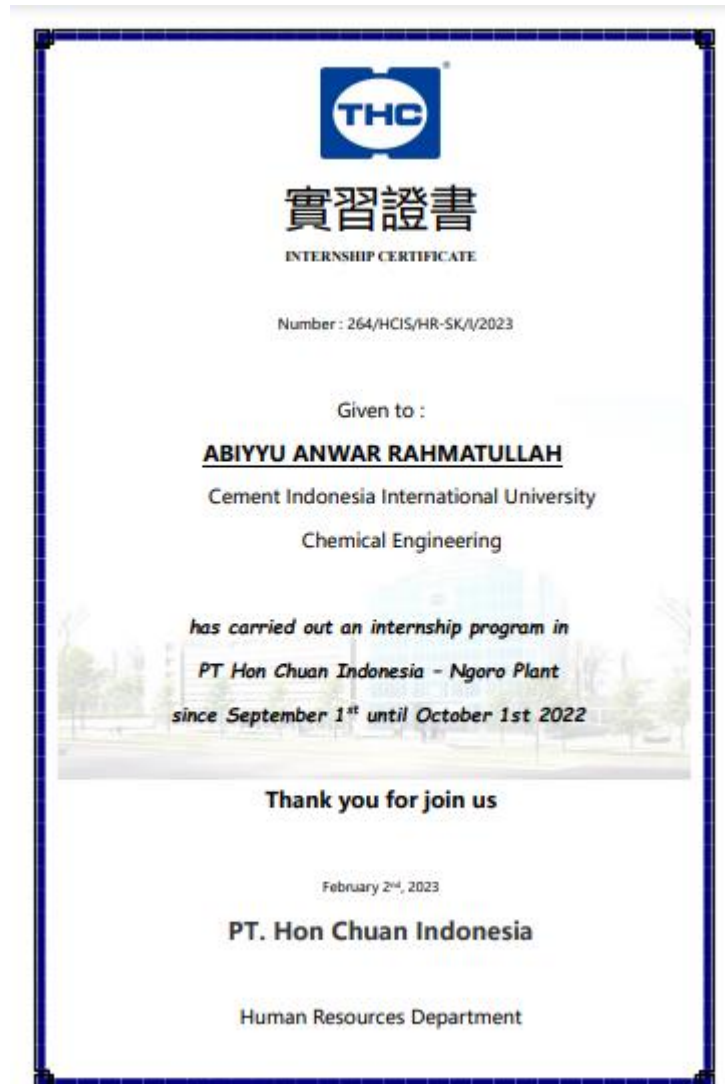 THC
®
實習證書
INTERNSHIP CERTIFICATE
Number : 264/HCIS/HR-SK/I/2023
Given to :
ABIYYU ANWAR RAHMATULLAH
Cement Indonesia International University
Chemical Engineering
has carried out an internship program in
PT Hon Chuan Indonesia - Ngoro Plant
since September 1st until October 1st 2022
Thank you for join us
February 2nd, 2023
PT. Hon Chuan Indonesia
Human Resources Department